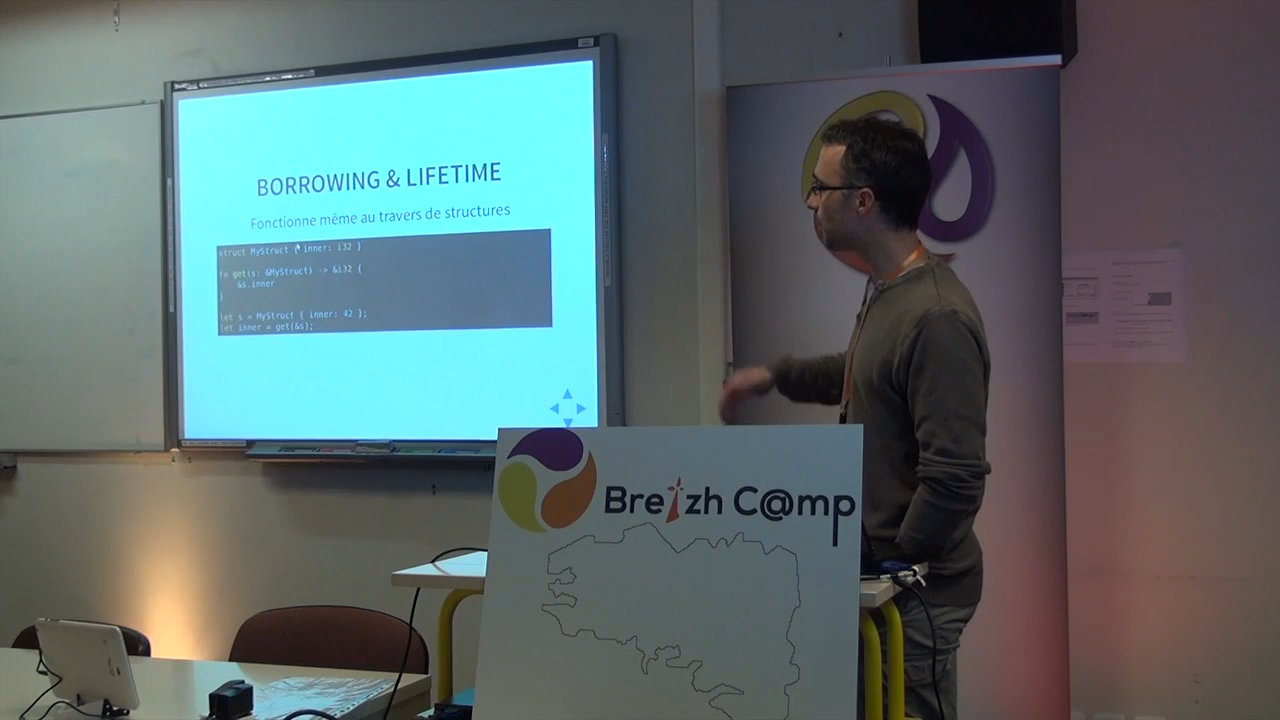 BORROWING & LIFETIME
Fonctionne même au travers de structures
struct MyStruct { inner: i32 }
fn get(s: &MyStruct) -> &i32 {
&s.inner
}
let s = MyStruct { inner: 42 };
let inner = get(&s);
Breizh C@mp